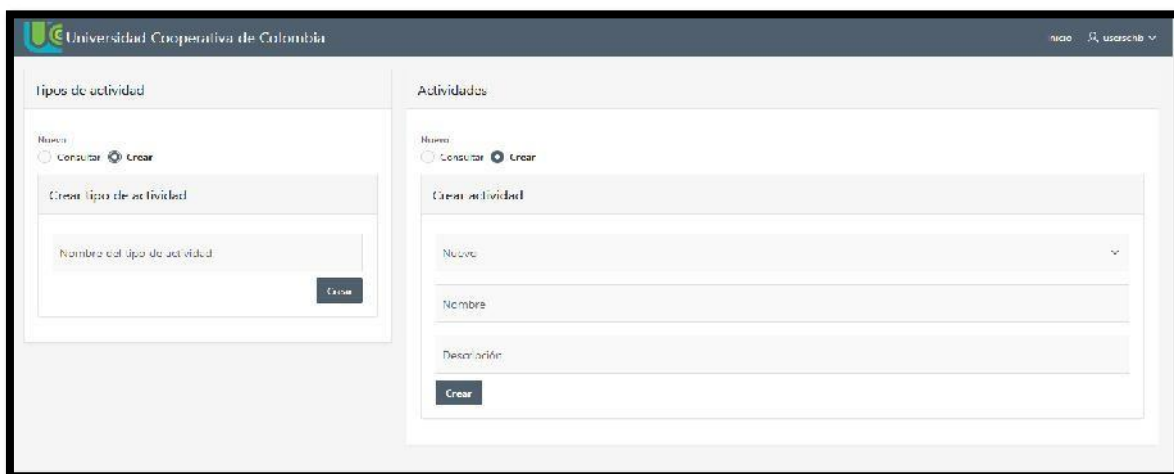 Universidad Cooperativa de Colombia
Inicio
userschb
Tipos de actividad
Nuevo
Consultar Crear
Crear tipo de actividad
Nombre del tipo de actividad
Crear
Actividades
Nuevo
Consultar Crear
Crear actividad
Nuevo
Nombre
Descripción
Crear